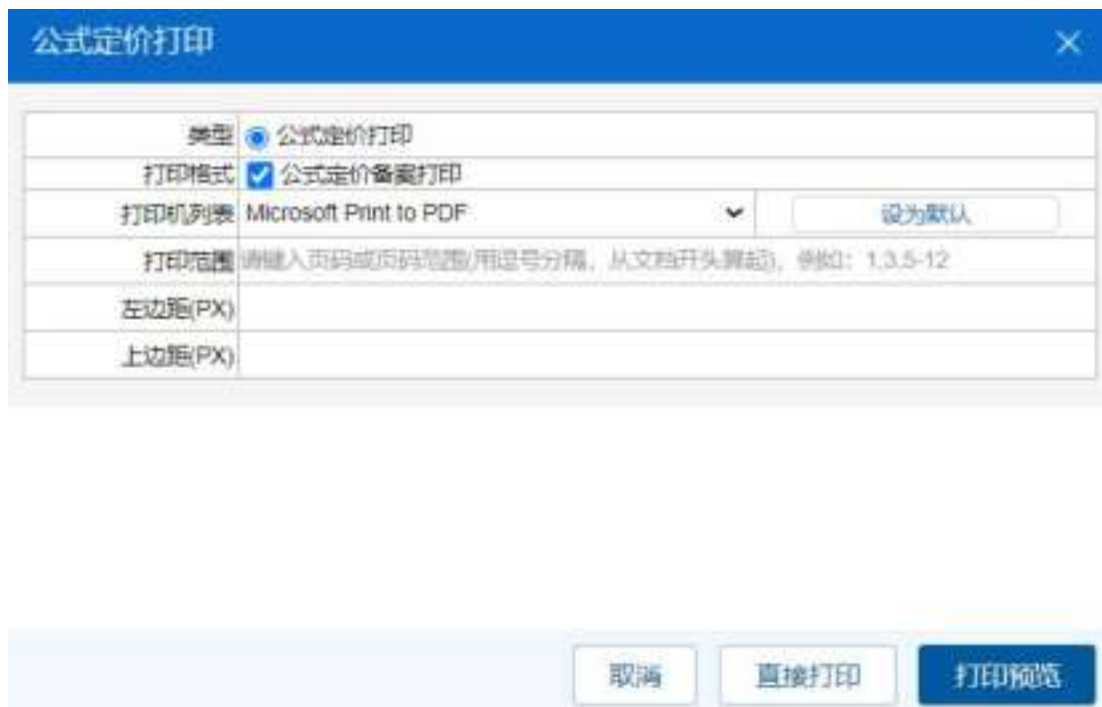 公式定价打印
类型 公式定价打印
打印格式 公式定价备案打印
打印机列表 Microsoft Print to PDF 设为默认
打印范围 请键入页码或页码范围(用逗号分隔，从文档开头算起)，例如：1,3,5-12
左边距(PX)
上边距(PX)
取消 直接打印 打印预览